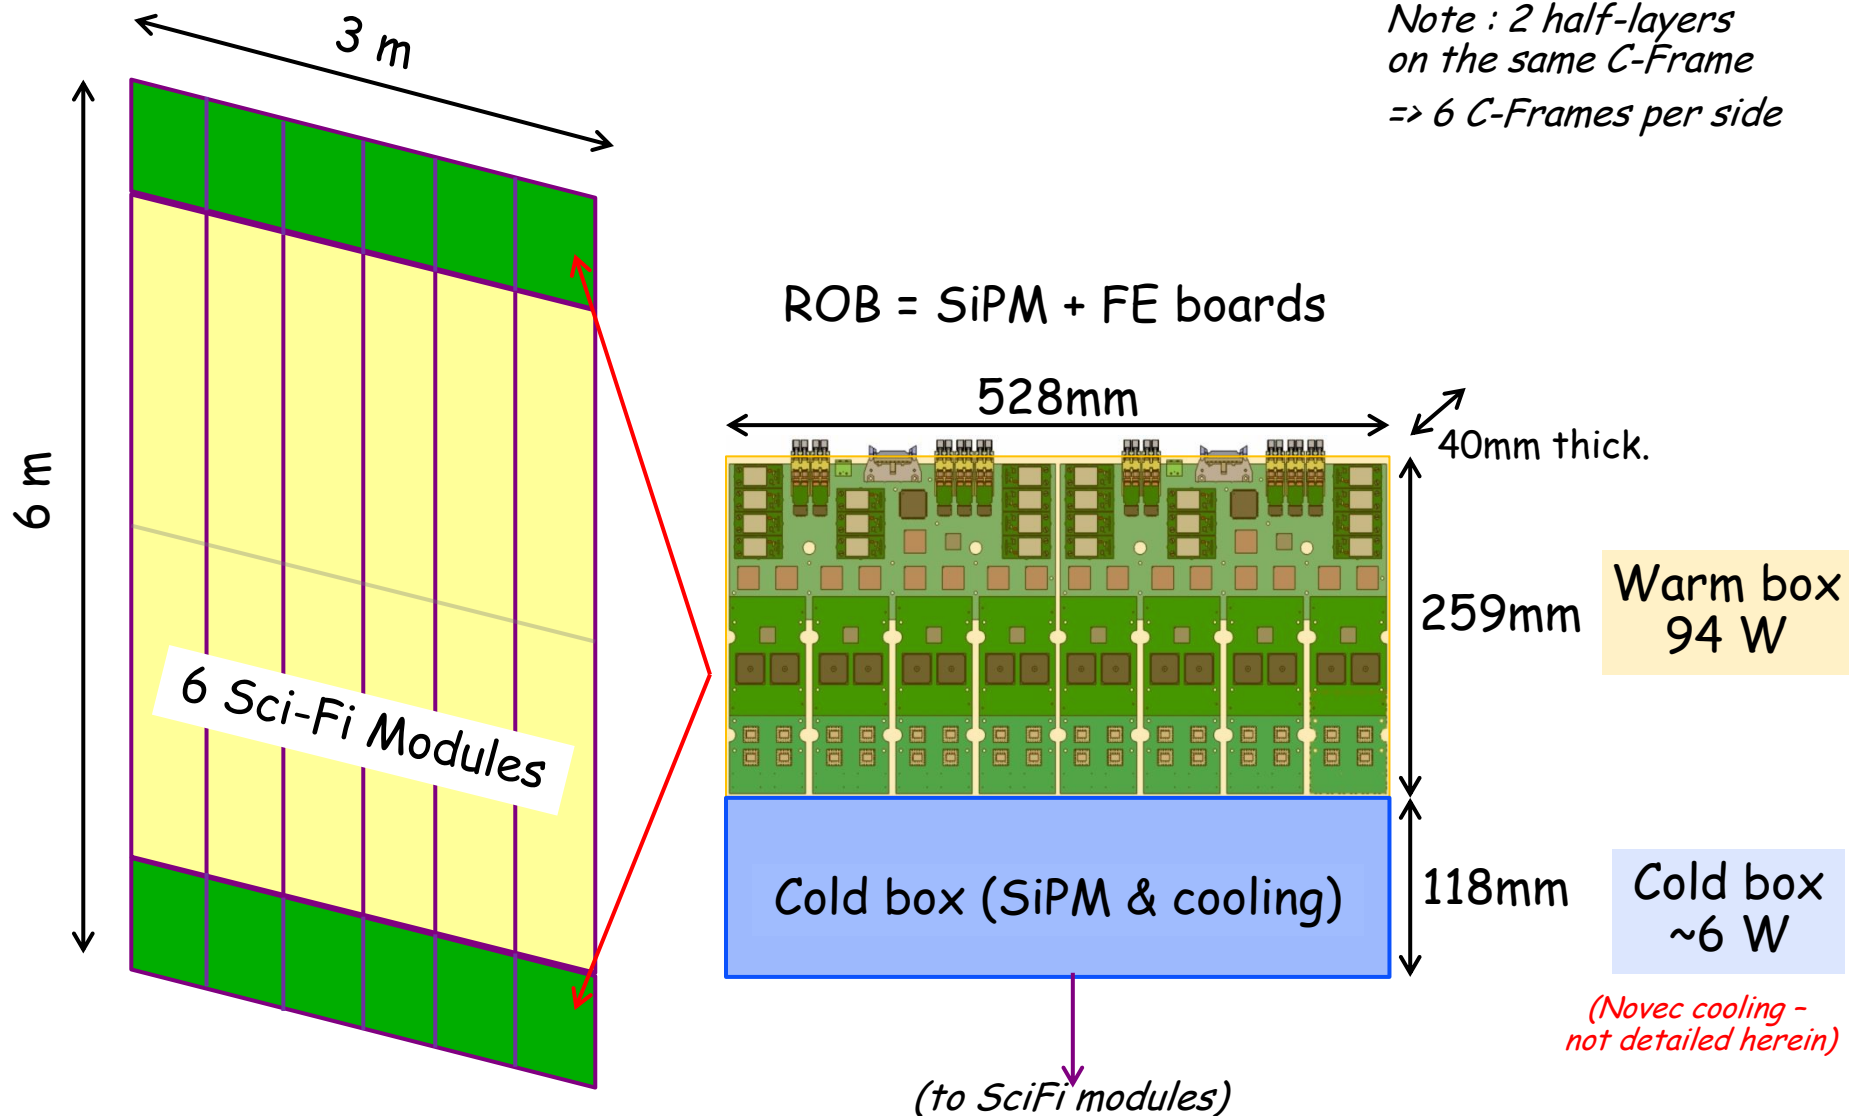 3 m
Note : 2 half-layers
on the same C-Frame
=> 6 C-Frames per side
6 m
6 Sci-Fi Modules
ROB = SiPM + FE boards
528mm
40mm thick.
259mm
Warm box
94 W
Cold box (SiPM & cooling)
118mm
Cold box
~6 W
(Novec cooling –
not detailed herein)
(to SciFi modules)